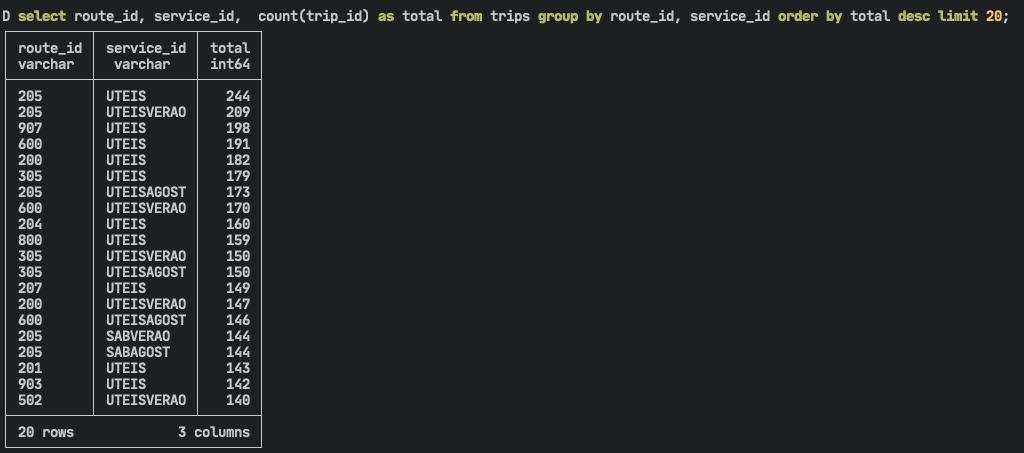 D select route_id, service_id,  count(trip_id) as total from trips group by route_id, service_id order by total desc limit 20;
route_id service_id total
varchar varchar int64
205 UTEIS 244
205 UTEISVERAO 209
907 UTEIS 198
600 UTEIS 191
200 UTEIS 182
305 UTEIS 179
205 UTEISAGOST 173
600 UTEISVERAO 170
204 UTEIS 160
800 UTEIS 159
305 UTEISVERAO 150
305 UTEISAGOST 150
207 UTEIS 149
200 UTEISVERAO 147
600 UTEISAGOST 146
205 SABVERAO 144
205 SABAGOST 144
201 UTEIS 143
903 UTEIS 142
502 UTEISVERAO 140
20 rows 3 columns